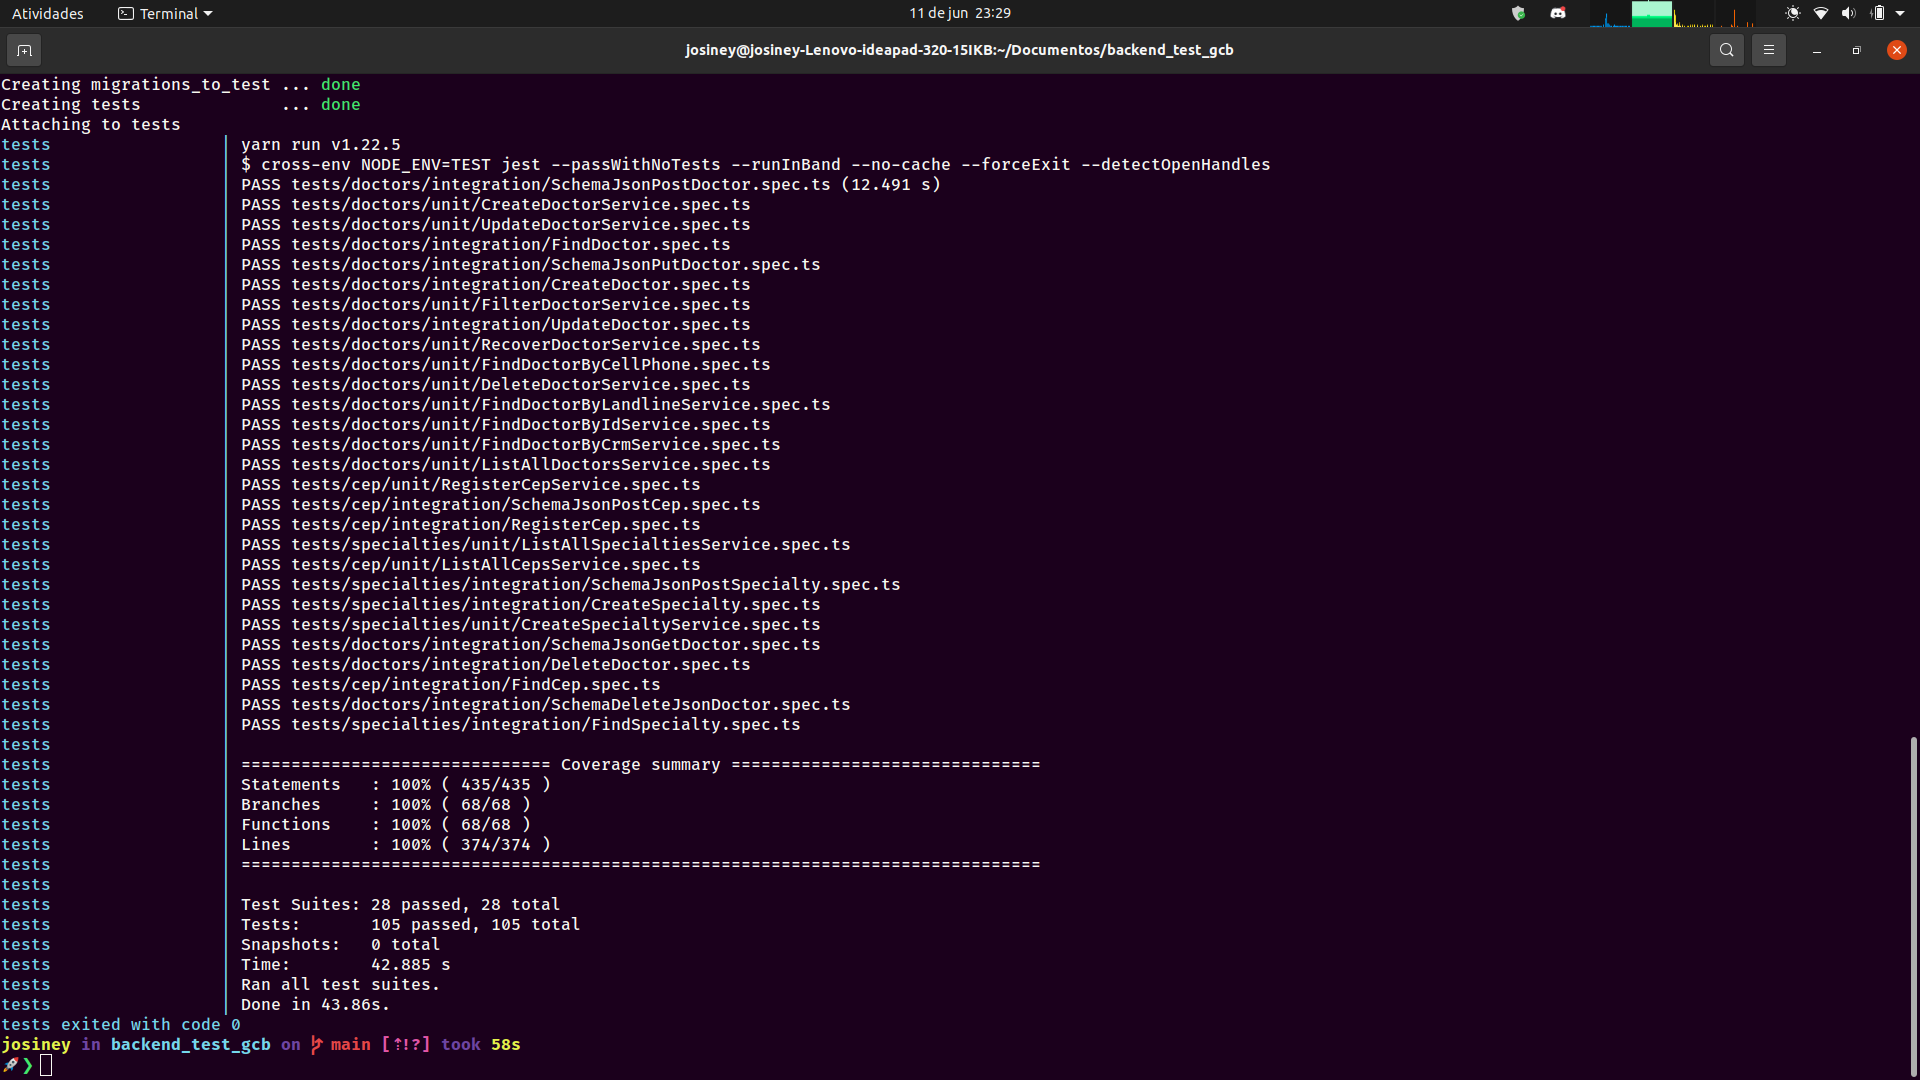 Atividades
Terminal
11 de jun  23:29
josiney@josiney-Lenovo-ideapad-320-15IKB:~/Documentos/backend_test_gcb
Creating migrations_to_test ... done
Creating tests              ... done
Attaching to tests
tests | yarn run v1.22.5
tests | $ cross-env NODE_ENV=TEST jest --passWithNoTests --runInBand --no-cache --forceExit --detectOpenHandles
tests | PASS tests/doctors/integration/SchemaJsonPostDoctor.spec.ts (12.491 s)
tests | PASS tests/doctors/unit/CreateDoctorService.spec.ts
tests | PASS tests/doctors/unit/UpdateDoctorService.spec.ts
tests | PASS tests/doctors/integration/FindDoctor.spec.ts
tests | PASS tests/doctors/integration/SchemaJsonPutDoctor.spec.ts
tests | PASS tests/doctors/integration/CreateDoctor.spec.ts
tests | PASS tests/doctors/unit/FilterDoctorService.spec.ts
tests | PASS tests/doctors/integration/UpdateDoctor.spec.ts
tests | PASS tests/doctors/unit/RecoverDoctorService.spec.ts
tests | PASS tests/doctors/unit/FindDoctorByCellPhone.spec.ts
tests | PASS tests/doctors/unit/DeleteDoctorService.spec.ts
tests | PASS tests/doctors/unit/FindDoctorByLandlineService.spec.ts
tests | PASS tests/doctors/unit/FindDoctorByIdService.spec.ts
tests | PASS tests/doctors/unit/FindDoctorByCrmService.spec.ts
tests | PASS tests/doctors/unit/ListAllDoctorsService.spec.ts
tests | PASS tests/cep/unit/RegisterCepService.spec.ts
tests | PASS tests/cep/integration/SchemaJsonPostCep.spec.ts
tests | PASS tests/cep/integration/RegisterCep.spec.ts
tests | PASS tests/specialties/unit/ListAllSpecialtiesService.spec.ts
tests | PASS tests/cep/unit/ListAllCepsService.spec.ts
tests | PASS tests/specialties/integration/SchemaJsonPostSpecialty.spec.ts
tests | PASS tests/specialties/integration/CreateSpecialty.spec.ts
tests | PASS tests/specialties/unit/CreateSpecialtyService.spec.ts
tests | PASS tests/doctors/integration/SchemaJsonGetDoctor.spec.ts
tests | PASS tests/doctors/integration/DeleteDoctor.spec.ts
tests | PASS tests/cep/integration/FindCep.spec.ts
tests | PASS tests/doctors/integration/SchemaDeleteJsonDoctor.spec.ts
tests | PASS tests/specialties/integration/FindSpecialty.spec.ts
tests |
tests | =============================== Coverage summary ===============================
tests | Statements   : 100% ( 435/435 )
tests | Branches     : 100% ( 68/68 )
tests | Functions    : 100% ( 68/68 )
tests | Lines        : 100% ( 374/374 )
tests | ================================================================================
tests |
tests | Test Suites: 28 passed, 28 total
tests | Tests:       105 passed, 105 total
tests | Snapshots:   0 total
tests | Time:        42.885 s
tests | Ran all test suites.
tests | Done in 43.86s.
tests exited with code 0
josiney in backend_test_gcb on main [⇡!?] took 58s
🚀❯